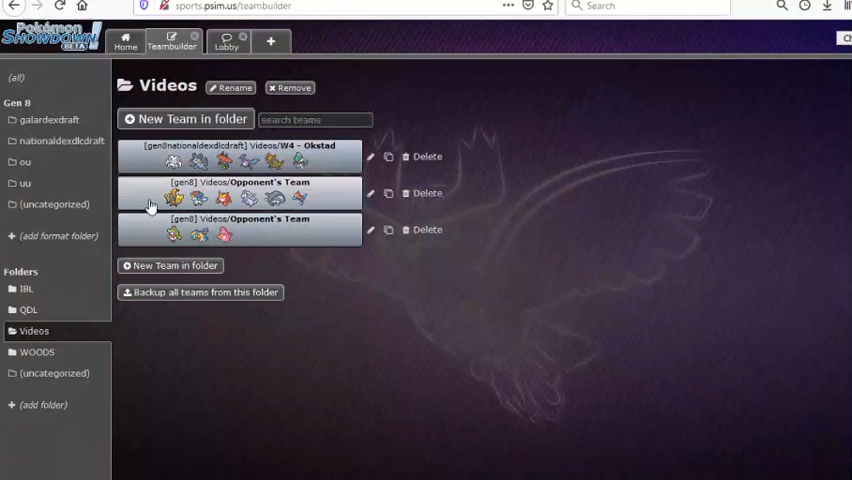 sports.psim.us/teambuilder
Search
Pokémon
SHOWDOWN!
BETA
Home
Teambuilder
Lobby
Ch
(all)
Gen 8
galardexdraft
nationaldexdlcdraft
ou
uu
(uncategorized)
(add format folder)
Folders
IBL
QDL
Videos
WOODS
(uncategorized)
(add folder)
Videos
Rename
Remove
New Team in folder
search teams
[gen8nationaldexdlcdraft] Videos/W4 - Okstad
Delete
[gen8] Videos/Opponent's Team
Delete
[gen8] Videos/Opponent's Team
Delete
New Team in folder
Backup all teams from this folder